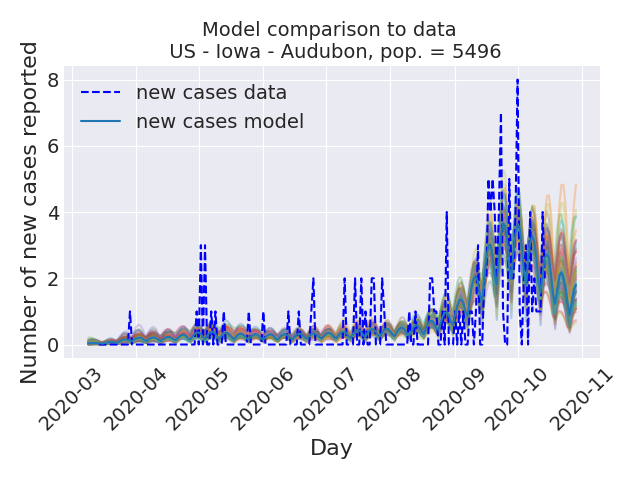 Model comparison to data
US - Iowa - Audubon, pop. = 5496
Number of new cases reported
8
6
4
2
0
new cases data
new cases model
2020-03
2020-04
2020-05
2020-06
2020-07
2020-08
2020-09
2020-10
2020-11
Day